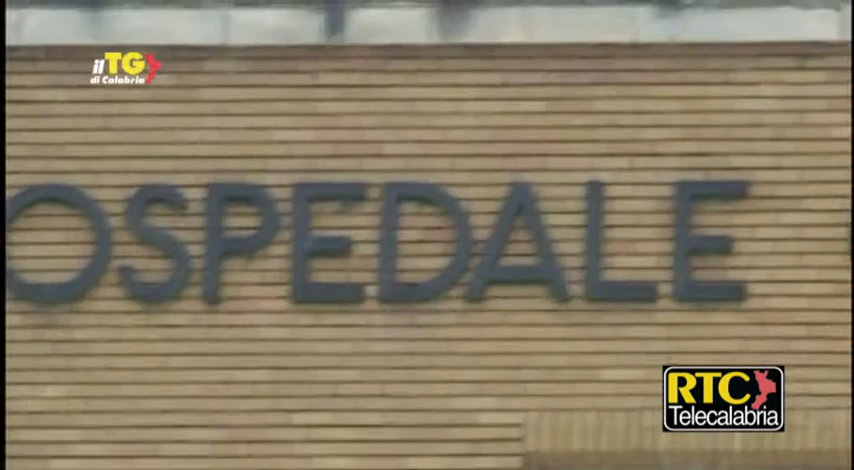 il TG
di Calabria
OSPEDALE
RTC
Telecalabria